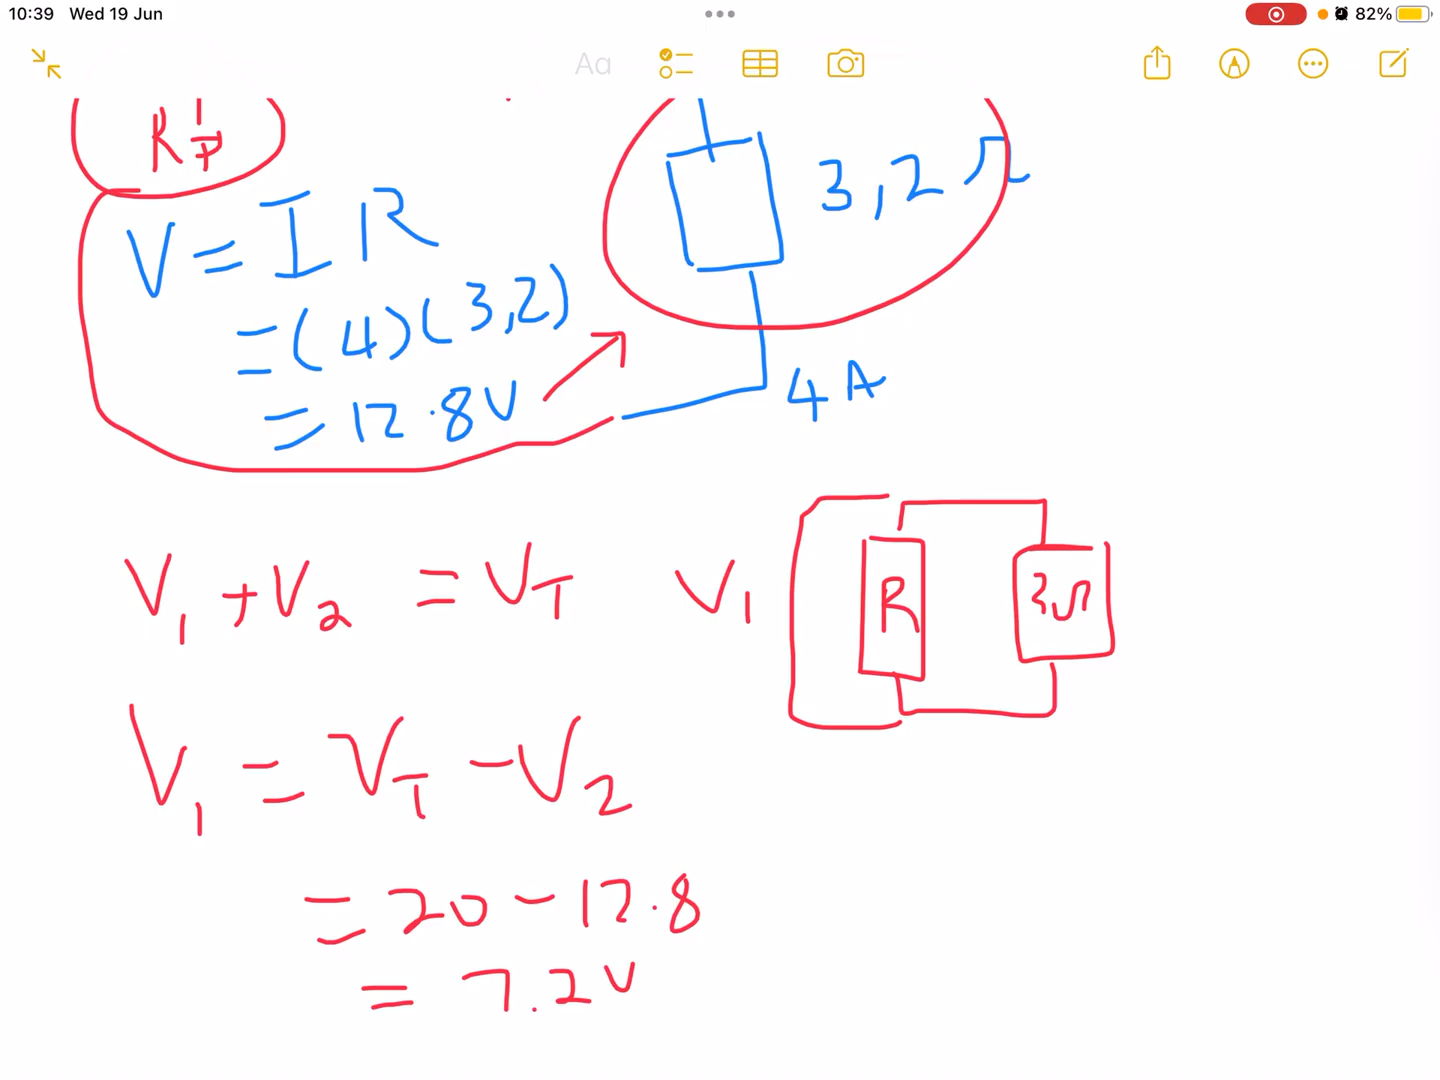 10:39 Wed 19 Jun
82%
Aa
R
3,2 Ω
V = IR
= (4)(3,2)
= 12.8V
4A
V1 + V2 = VT
V1
R
3Ω
V1 = VT - V2
= 20 - 12.8
= 7.2V